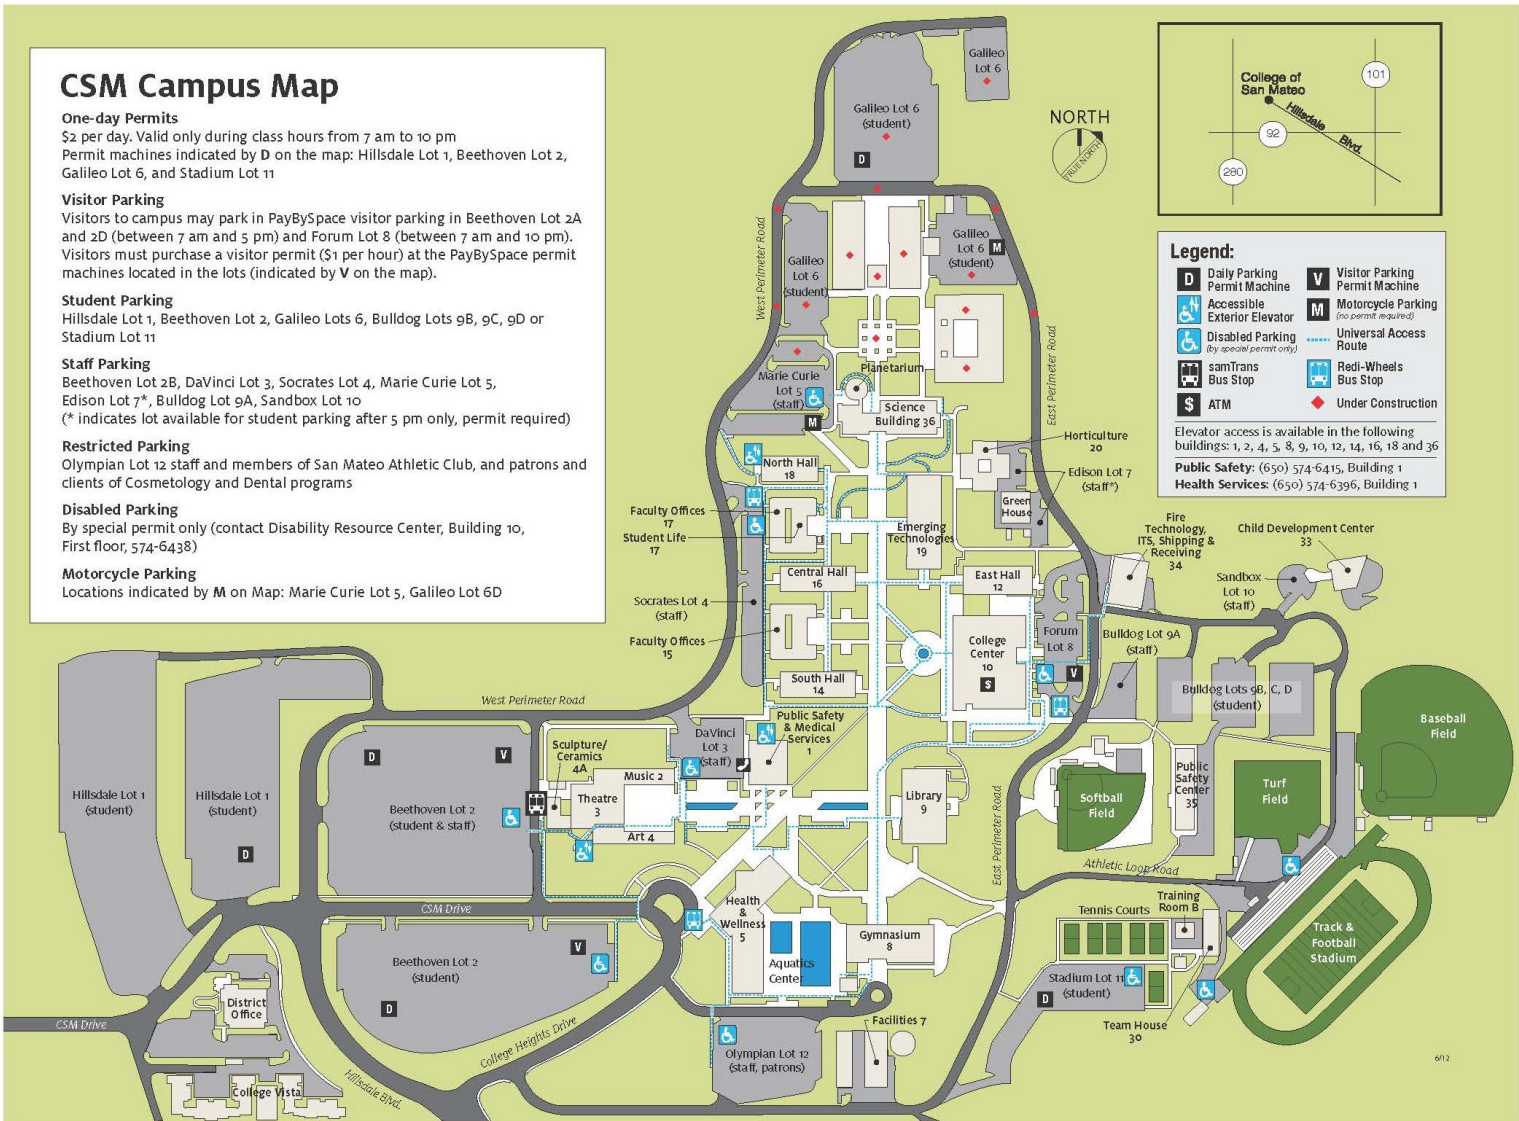 CSM Campus Map
One-day Permits
$2 per day. Valid only during class hours from 7 am to 10 pm
Permit machines indicated by D on the map: Hillsdale Lot 1, Beethoven Lot 2,
Galileo Lot 6, and Stadium Lot 11
Visitor Parking
Visitors to campus may park in PayBySpace visitor parking in Beethoven Lot 2A
and 2D (between 7 am and 5 pm) and Forum Lot 8 (between 7 am and 10 pm).
Visitors must purchase a visitor permit ($1 per hour) at the PayBySpace permit
machines located in the lots (indicated by V on the map).
Student Parking
Hillsdale Lot 1, Beethoven Lot 2, Galileo Lots 6, Bulldog Lots 9B, 9C, 9D or
Stadium Lot 11
Staff Parking
Beethoven Lot 2B, DaVinci Lot 3, Socrates Lot 4, Marie Curie Lot 5,
Edison Lot 7*, Bulldog Lot 9A, Sandbox Lot 10
(* indicates lot available for student parking after 5 pm only, permit required)
Restricted Parking
Olympian Lot 12 staff and members of San Mateo Athletic Club, and patrons and
clients of Cosmetology and Dental programs
Disabled Parking
By special permit only (contact Disability Resource Center, Building 10,
First floor, 574-6438)
Motorcycle Parking
Locations indicated by M on Map: Marie Curie Lot 5, Galileo Lot 6D
Galileo
Lot 6
Galileo Lot 6
(student)
D
NORTH
TRUE NORTH
College of
San Mateo
101
92
280
Hillsdale
Blvd.
Legend:
D
Daily Parking
Permit Machine
V
Visitor Parking
Permit Machine
Accessible
Exterior Elevator
M
Motorcycle Parking
(no permit required)
Disabled Parking
(by special permit only)
Universal Access
Route
samTrans
Bus Stop
Redi-Wheels
Bus Stop
$
ATM
Under Construction
Elevator access is available in the following
buildings: 1, 2, 4, 5, 8, 9, 10, 12, 14, 16, 18 and 36
Public Safety: (650) 574-6415, Building 1
Health Services: (650) 574-6396, Building 1
West Perimeter Road
Galileo
Lot 6
(student)
Galileo
Lot 6
(student)
M
East Perimeter Road
Planetarium
Marie Curie
Lot 5
(staff)
M
Science
Building 36
Horticulture
20
Edison Lot 7
(staff*)
North Hall
18
Green
House
Faculty Offices
17
Student Life
17
Emerging
Technologies
19
Fire
Technology,
ITS, Shipping &
Receiving
34
Child Development Center
33
Central Hall
16
East Hall
12
Sandbox
Lot 10
(staff)
Socrates Lot 4
(staff)
Faculty Offices
15
College
Center
10
$
Forum
Lot 8
V
Bulldog Lot 9A
(staff)
South Hall
14
Bulldog Lots 9B, C, D
(student)
West Perimeter Road
Public Safety
& Medical
Services
1
DaVinci
Lot 3
(staff)
Baseball
Field
D
V
Sculpture/
Ceramics
4A
Music 2
Theatre
3
Art 4
Library
9
Hillsdale Lot 1
(student)
Hillsdale Lot 1
(student)
D
Beethoven Lot 2
(student & staff)
Softball
Field
Public
Safety
Center
35
Turf
Field
East Perimeter Road
Athletic Loop Road
CSM Drive
Health
&
Wellness
5
Gymnasium
8
Aquatics
Center
Tennis Courts
Training
Room B
Track &
Football
Stadium
V
Beethoven Lot 2
(student)
D
Stadium Lot 11
(student)
D
Team House
30
District
Office
CSM Drive
College Heights Drive
Hillsdale Blvd.
College Vista
Facilities 7
Olympian Lot 12
(staff, patrons)
6/12